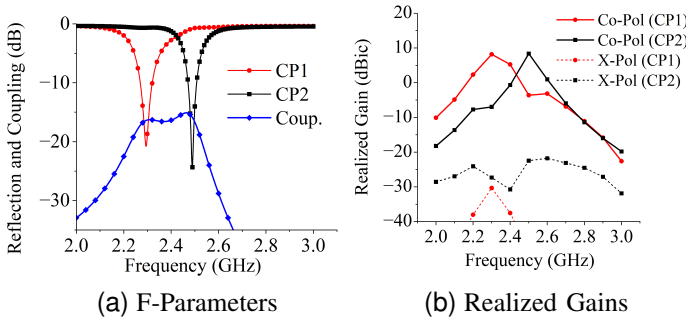 0
-10
-20
-30
Reflection and Coupling (dB)
CP1
CP2
Coup.
2.0 2.2 2.4 2.6 2.8 3.0
Frequency (GHz)
(a) F-Parameters
20
10
0
-10
-20
-30
-40
Realized Gain (dBic)
Co-Pol (CP1)
Co-Pol (CP2)
X-Pol (CP1)
X-Pol (CP2)
2.0 2.2 2.4 2.6 2.8 3.0
Frequency (GHz)
(b) Realized Gains